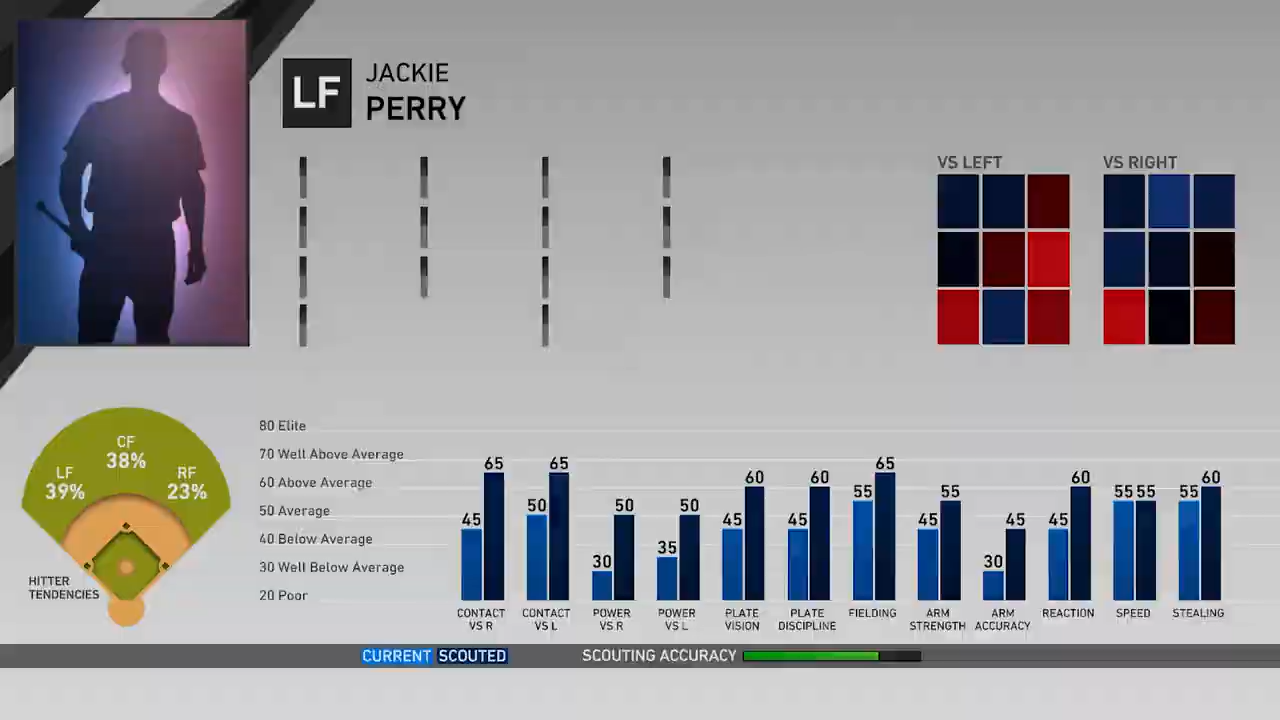 LF
JACKIE
PERRY
VS LEFT
VS RIGHT
CF
38%
LF
39%
RF
23%
HITTER
TENDENCIES
80 Elite
70 Well Above Average
60 Above Average
50 Average
40 Below Average
30 Well Below Average
20 Poor
45 65
50 65
30 50
35 50
45 60
45 60
55 65
45 55
30 45
45 60
55 55
55 60
CONTACT
VS R
CONTACT
VS L
POWER
VS R
POWER
VS L
PLATE
VISION
PLATE
DISCIPLINE
FIELDING
ARM
STRENGTH
ARM
ACCURACY
REACTION
SPEED
STEALING
CURRENT SCOUTED
SCOUTING ACCURACY